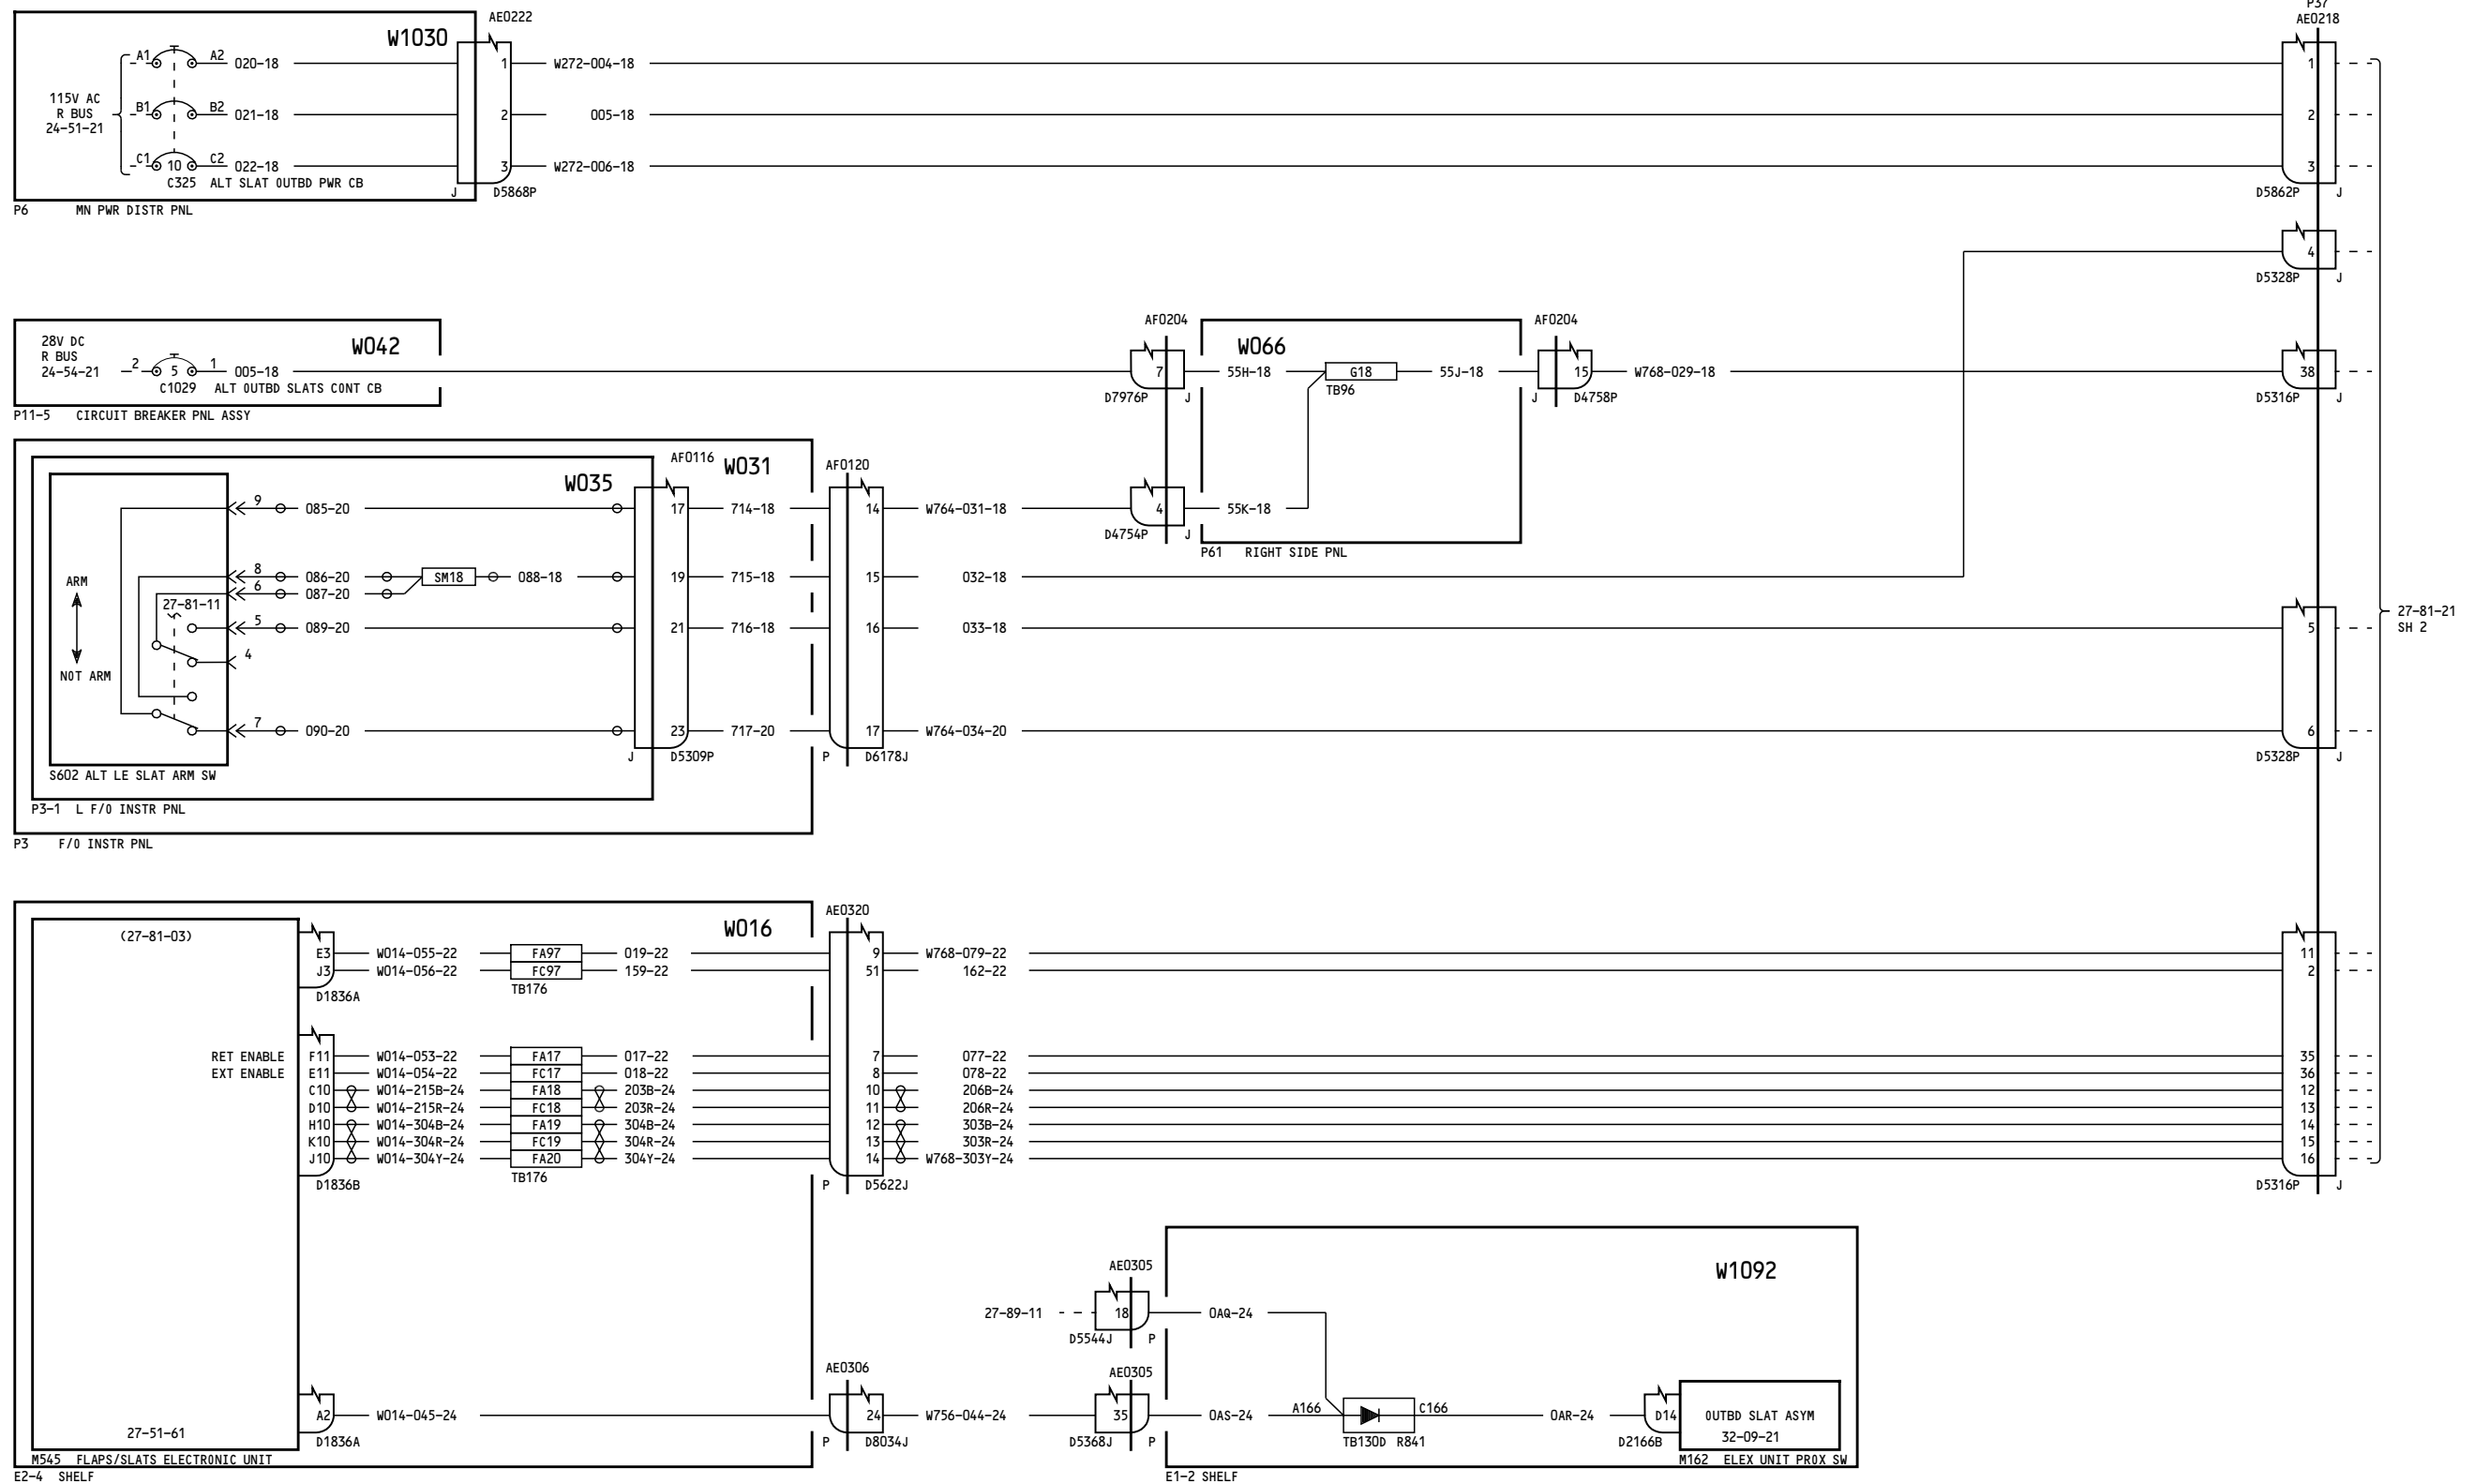 P37
AE0222
AE0218
W1030
A1 A2 020-18
1 W272-004-18
1
115V AC
R BUS
24-51-21
B1 B2 021-18
2 005-18
2
C1 10 C2 022-18
3 W272-006-18
3
C325 ALT SLAT OUTBD PWR CB
J D5868P
D5862P J
P6 MN PWR DISTR PNL
4
D5328P J
28V DC
R BUS
24-54-21
W042
2 5 1 005-18
C1029 ALT OUTBD SLATS CONT CB
P11-5 CIRCUIT BREAKER PNL ASSY
AF0204
W066
AF0204
7 55H-18 G18 55J-18 15 W768-029-18
38
D7976P J
TB96
J D4758P
D5316P J
4 55K-18
D4754P J
P61 RIGHT SIDE PNL
W035
AF0116
W031
AF0120
9 085-20 17 714-18 14 W764-031-18
ARM
8 086-20 SM18 088-18 19 715-18 15 032-18
6 087-20
27-81-11
5 089-20 21 716-18 16 033-18
5
4
NOT ARM
7 090-20 23 717-20 17 W764-034-20
6
J D5309P
P D6178J
D5328P J
S602 ALT LE SLAT ARM SW
P3-1 L F/O INSTR PNL
P3 F/O INSTR PNL
27-81-21
SH 2
(27-81-03)
W016
AE0320
E3 W014-055-22 FA97 019-22 9 W768-079-22
11
J3 W014-056-22 FC97 159-22 51 162-22
2
D1836A
TB176
RET ENABLE F11 W014-053-22 FA17 017-22 7 077-22
35
EXT ENABLE E11 W014-054-22 FC17 018-22 8 078-22
36
C10 W014-215B-24 FA18 203B-24 10 206B-24
12
D10 W014-215R-24 FC18 203R-24 11 206R-24
13
H10 W014-304B-24 FA19 304B-24 12 303B-24
14
K10 W014-304R-24 FC19 304R-24 13 303R-24
15
J10 W014-304Y-24 FA20 304Y-24 14 W768-303Y-24
16
D1836B
TB176
P D5622J
D5316P J
W1092
AE0305
27-89-11 18 0AQ-24
D5544J P
AE0306
AE0305
A2 W014-045-24 24 W756-044-24 35 0AS-24 A166 C166 0AR-24 D14 OUTBD SLAT ASYM
32-09-21
27-51-61
D1836A
P D8034J
D5368J P
TB130D R841
D2166B
M545 FLAPS/SLATS ELECTRONIC UNIT
M162 ELEX UNIT PROX SW
E2-4 SHELF
E1-2 SHELF